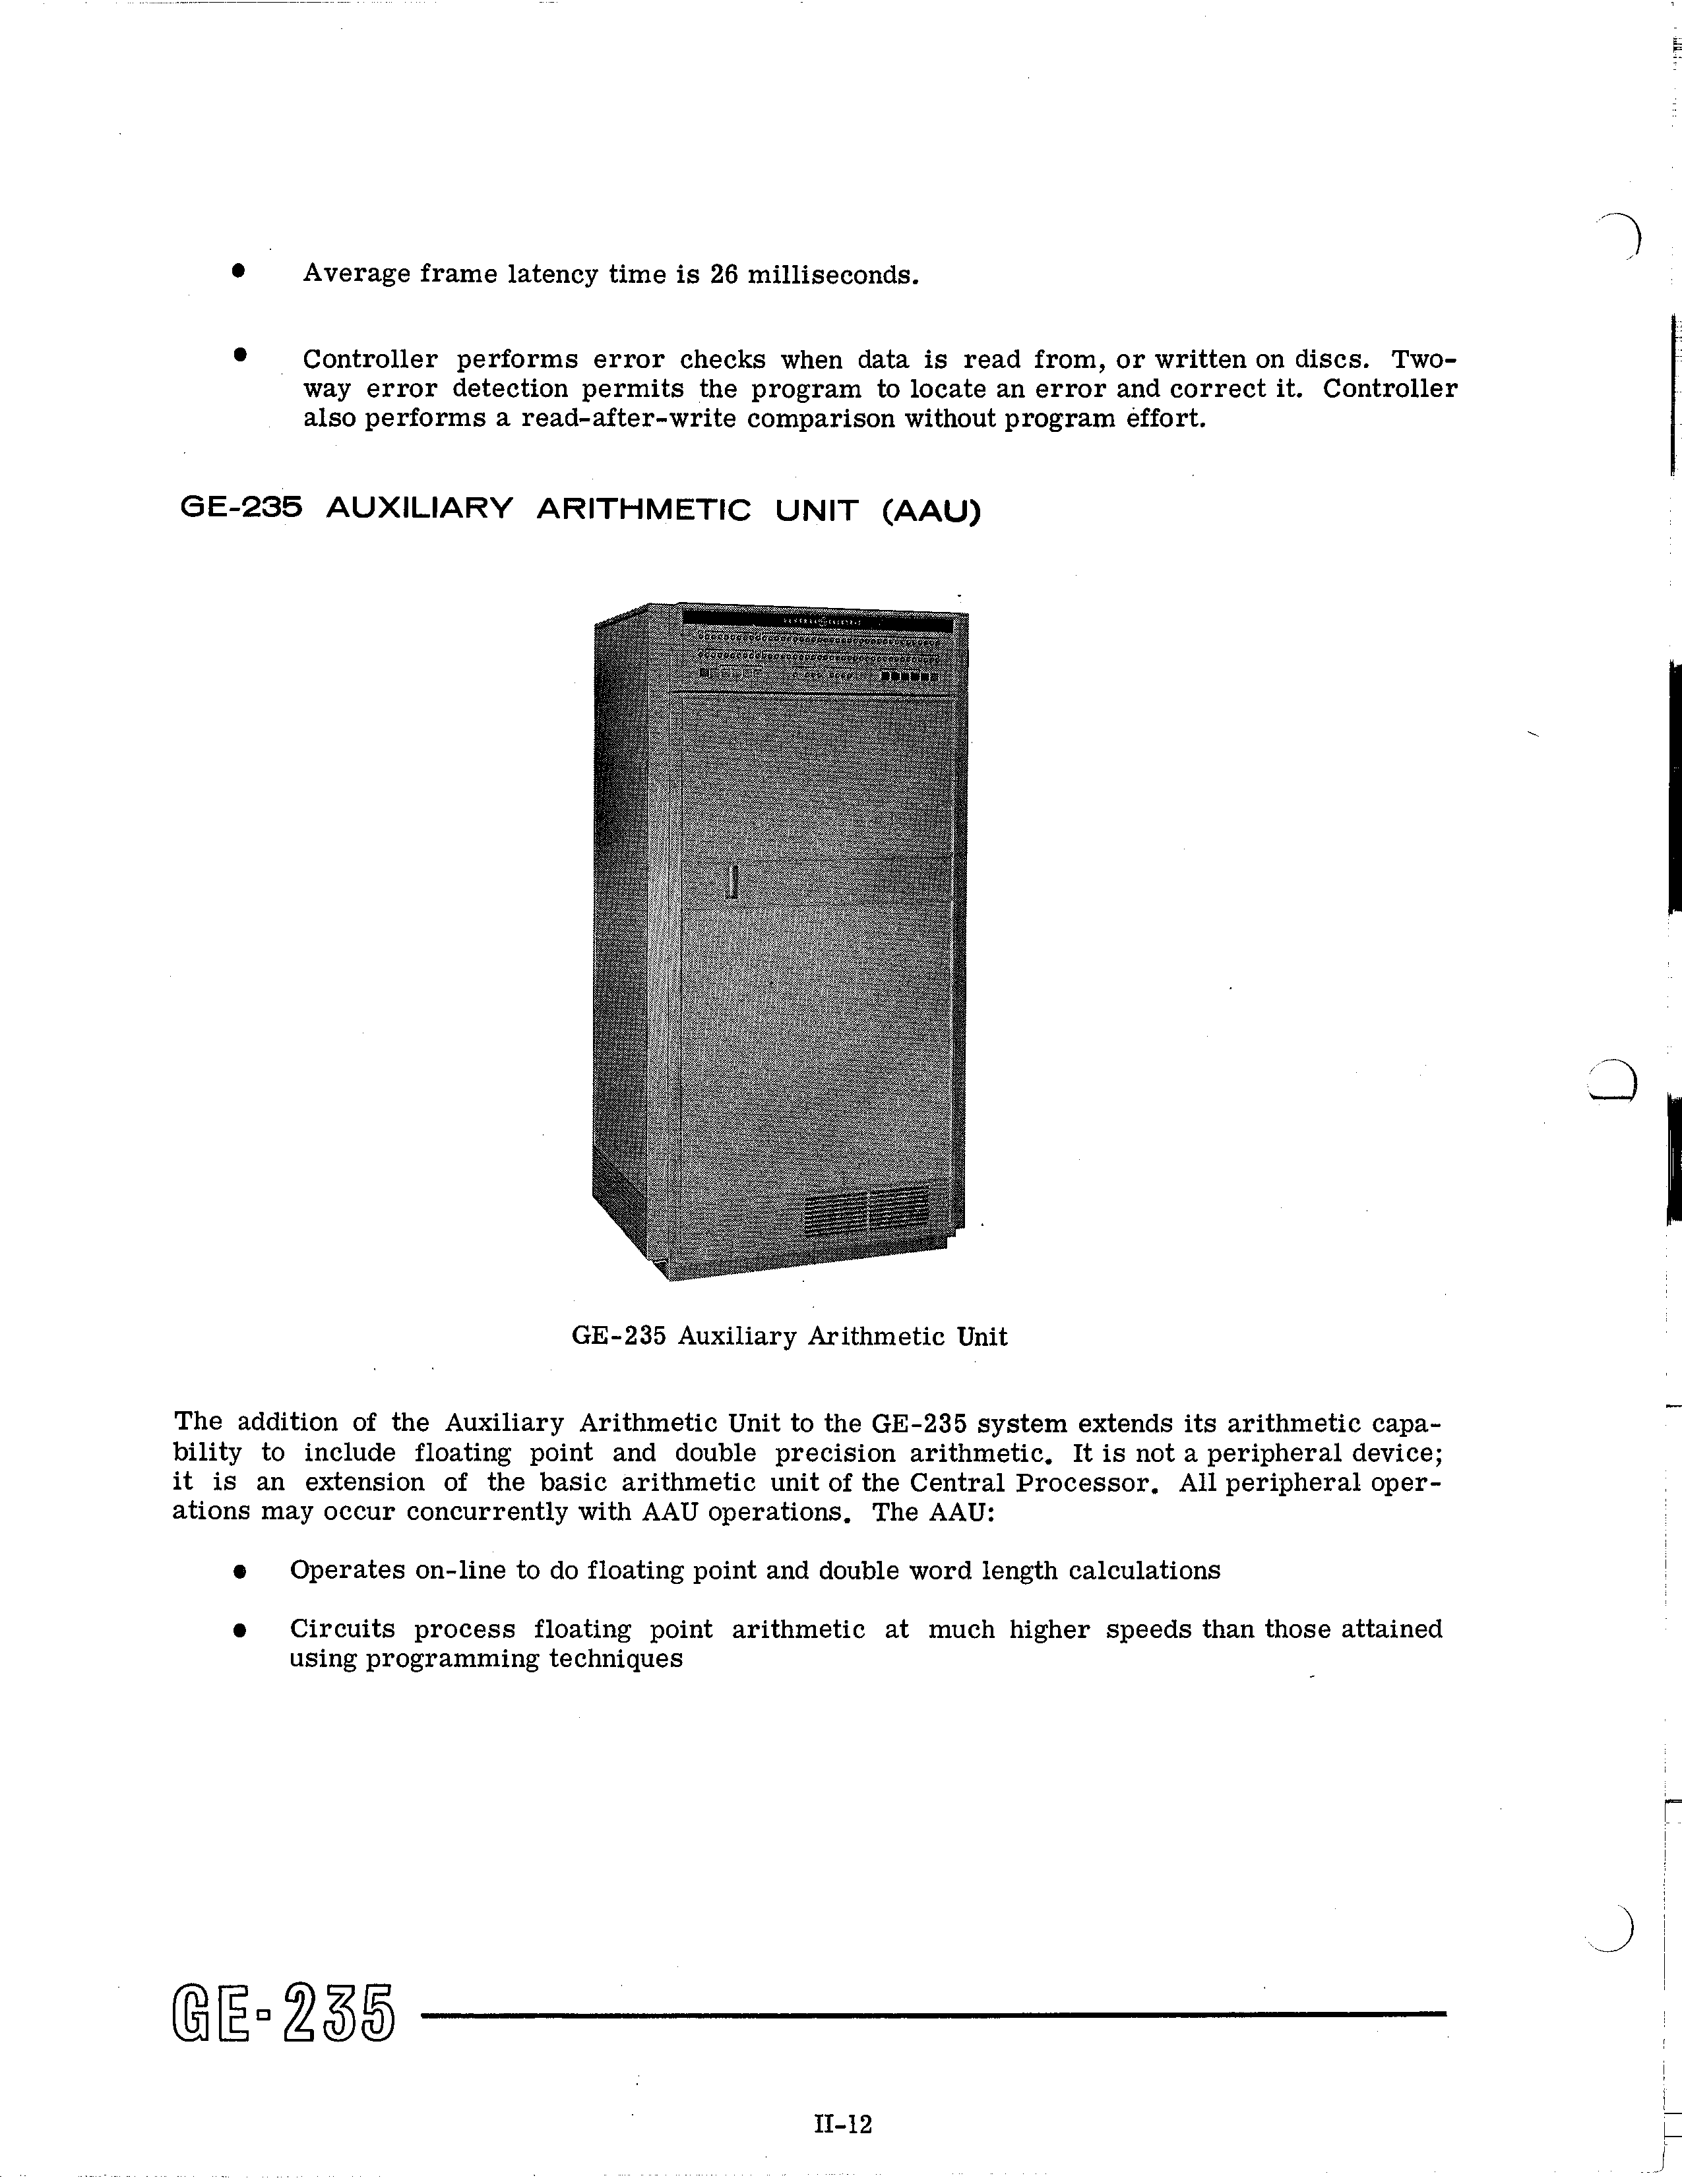 ● Average frame latency time is 26 milliseconds.
● Controller performs error checks when data is read from, or written on discs. Two-
way error detection permits the program to locate an error and correct it. Controller
also performs a read-after-write comparison without program effort.
GE-235 AUXILIARY ARITHMETIC UNIT (AAU)
GENERAL ELECTRIC
GE-235 Auxiliary Arithmetic Unit
The addition of the Auxiliary Arithmetic Unit to the GE-235 system extends its arithmetic capa-
bility to include floating point and double precision arithmetic. It is not a peripheral device;
it is an extension of the basic arithmetic unit of the Central Processor. All peripheral oper-
ations may occur concurrently with AAU operations. The AAU:
● Operates on-line to do floating point and double word length calculations
● Circuits process floating point arithmetic at much higher speeds than those attained
using programming techniques
GE-235
II-12